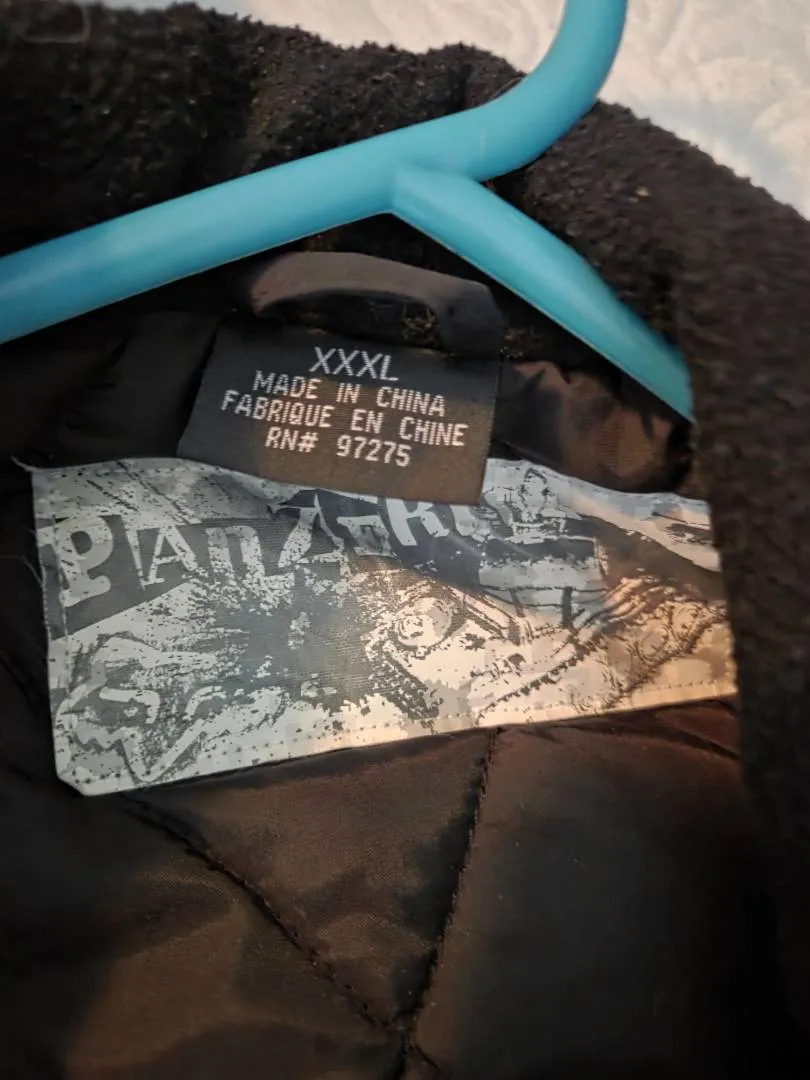 XXXL
MADE IN CHINA
FABRIQUE EN CHINE
RN# 97275